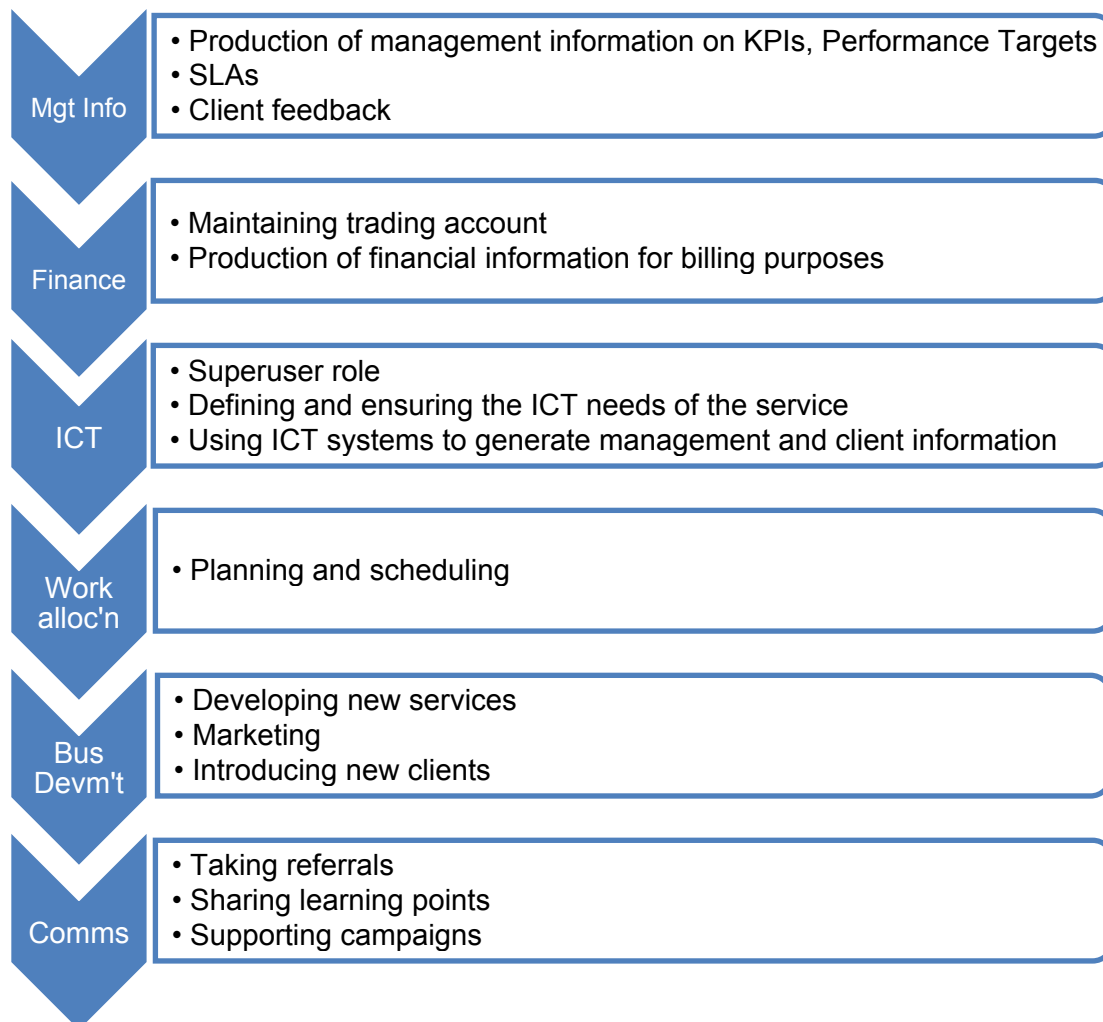 Mgt Info
• Production of management information on KPIs, Performance Targets
• SLAs
• Client feedback
Finance
• Maintaining trading account
• Production of financial information for billing purposes
ICT
• Superuser role
• Defining and ensuring the ICT needs of the service
• Using ICT systems to generate management and client information
Work
alloc'n
• Planning and scheduling
Bus
Devm't
• Developing new services
• Marketing
• Introducing new clients
Comms
• Taking referrals
• Sharing learning points
• Supporting campaigns